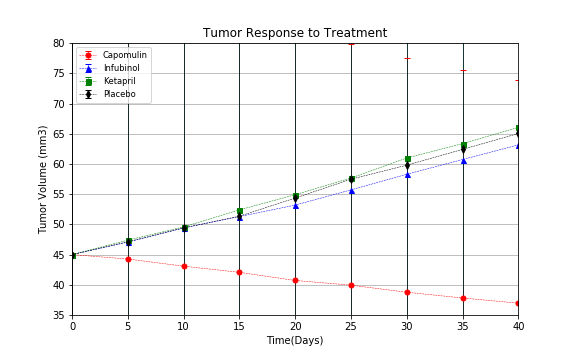 Tumor Response to Treatment
Capomulin
Infubinol
Ketapril
Placebo
Tumor Volume (mm3)
80
75
70
65
60
55
50
45
40
35
0 5 10 15 20 25 30 35 40
Time(Days)